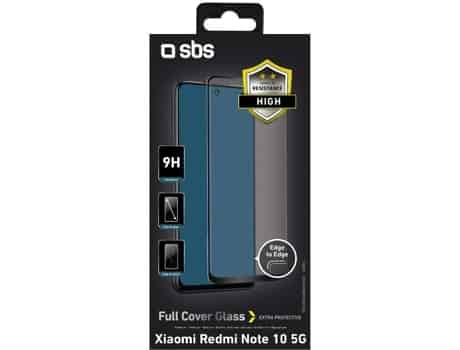 sbs
RESISTANCE
HIGH
9H
Edge
to Edge
Full Cover Glass > EXTRA PROTECTIVE
Xiaomi Redmi Note 10 5G